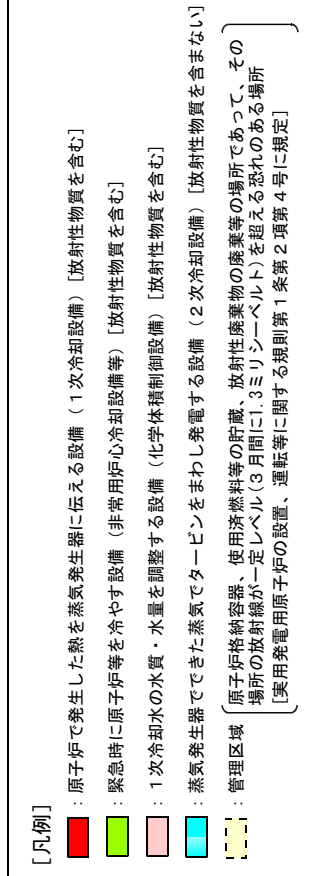 [凡例]
：原子炉で発生した熱を蒸気発生器に伝える設備（1次冷却設備）[放射性物質を含む]
：緊急時に原子炉等を冷やす設備（非常用炉心冷却設備等）[放射性物質を含む]
：1次冷却水の水質・水量を調整する設備（化学体積制御設備）[放射性物質を含む]
：蒸気発生器でできた蒸気でタービンをまわし発電する設備（2次冷却設備）[放射性物質を含まない]
：管理区域 原子炉格納容器、使用済燃料等の貯蔵、放射性廃棄物の廃棄等の場所であって、その
場所の放射線が一定レベル（3月間に1.3ミリシーベルト）を超える恐れのある場所
[実用発電用原子炉の設置、運転等に関する規則第1条第2項第4号に規定]